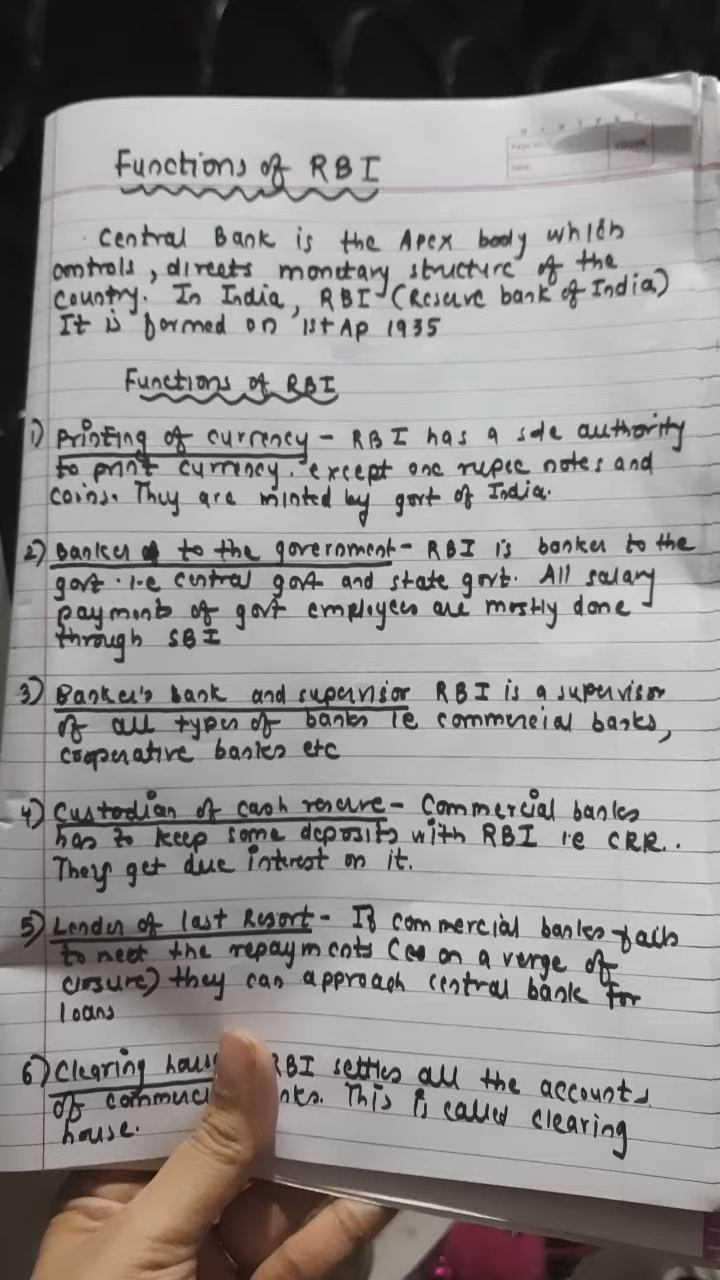 Functions of RBI
Central Bank is the Apex body which
controls, directs monetary structure of the
country. In India, RBI (Reserve bank of India)
It is formed on 1st Ap 1935
Functions of RBI
1) Printing of currency - RBI has a sole authority
to print currency. except one rupee notes and
coins. They are minted by govt of India.
2) Banker to the government - RBI is banker to the
govt. i.e central govt and state govt. All salary
payments of govt employees are mostly done
through SBI
3) Banker's bank and supervisor RBI is a supervisor
of all types of banks ie commercial banks,
cooperative banks etc
4) Custodian of cash reserve - Commercial banks
has to keep some deposits with RBI ie CRR..
They get due interest on it.
5) Lender of last Resort - If commercial banks fails
to meet the repayments ( on a verge of
closure) they can approach central bank for
loans
6) Clearing RBI settles all the accounts
of This is called clearing
house.